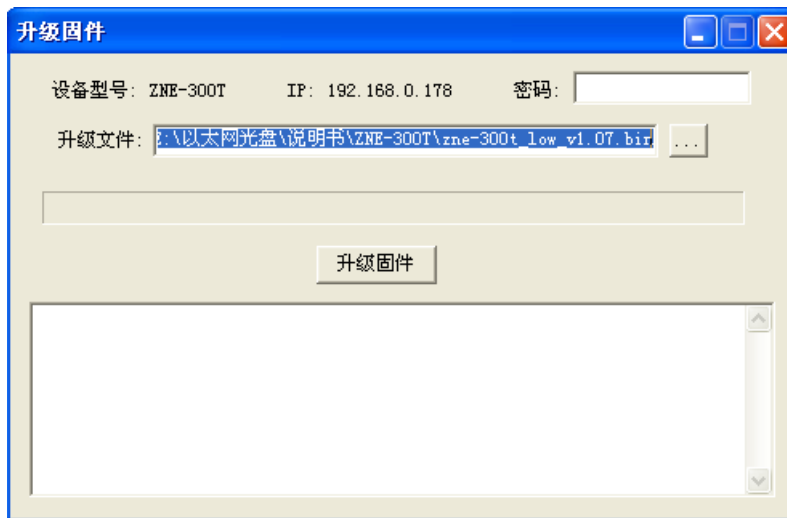 升级固件
设备型号: ZNE-300T IP: 192.168.0.178 密码:
升级文件: :\以太网光盘\说明书\ZNE-300T\zne-300t_low_v1.07.bin ...
升级固件